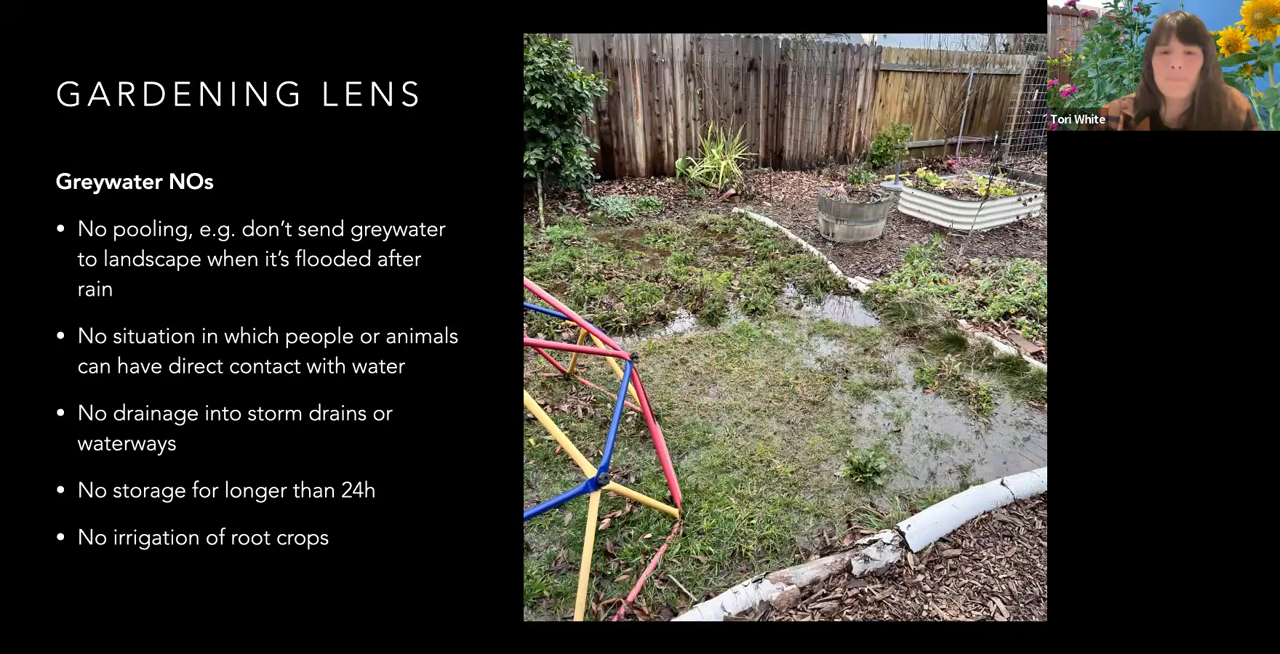 GARDENING LENS
Greywater NOs
• No pooling, e.g. don’t send greywater
to landscape when it’s flooded after
rain
• No situation in which people or animals
can have direct contact with water
• No drainage into storm drains or
waterways
• No storage for longer than 24h
• No irrigation of root crops
Tori White